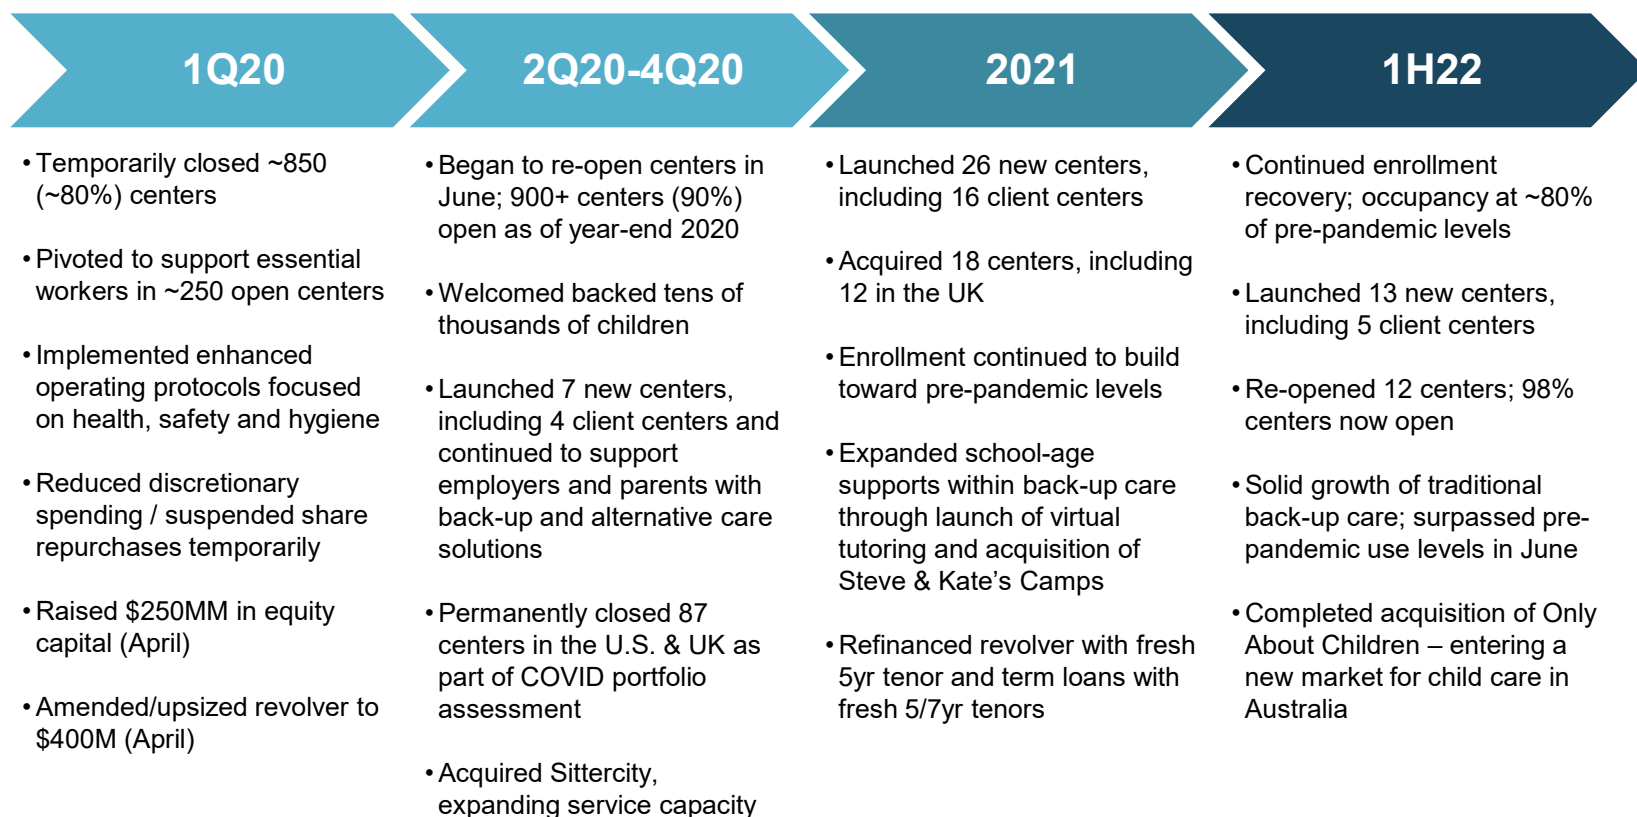 1Q20
• Temporarily closed ~850
(~80%) centers
• Pivoted to support essential
workers in ~250 open centers
• Implemented enhanced
operating protocols focused
on health, safety and hygiene
• Reduced discretionary
spending / suspended share
repurchases temporarily
• Raised $250MM in equity
capital (April)
• Amended/upsized revolver to
$400M (April)
2Q20-4Q20
• Began to re-open centers in
June; 900+ centers (90%)
open as of year-end 2020
• Welcomed backed tens of
thousands of children
• Launched 7 new centers,
including 4 client centers and
continued to support
employers and parents with
back-up and alternative care
solutions
• Permanently closed 87
centers in the U.S. & UK as
part of COVID portfolio
assessment
• Acquired Sittercity,
expanding service capacity
2021
• Launched 26 new centers,
including 16 client centers
• Acquired 18 centers, including
12 in the UK
• Enrollment continued to build
toward pre-pandemic levels
• Expanded school-age
supports within back-up care
through launch of virtual
tutoring and acquisition of
Steve & Kate’s Camps
• Refinanced revolver with fresh
5yr tenor and term loans with
fresh 5/7yr tenors
1H22
• Continued enrollment
recovery; occupancy at ~80%
of pre-pandemic levels
• Launched 13 new centers,
including 5 client centers
• Re-opened 12 centers; 98%
centers now open
• Solid growth of traditional
back-up care; surpassed pre-
pandemic use levels in June
• Completed acquisition of Only
About Children – entering a
new market for child care in
Australia